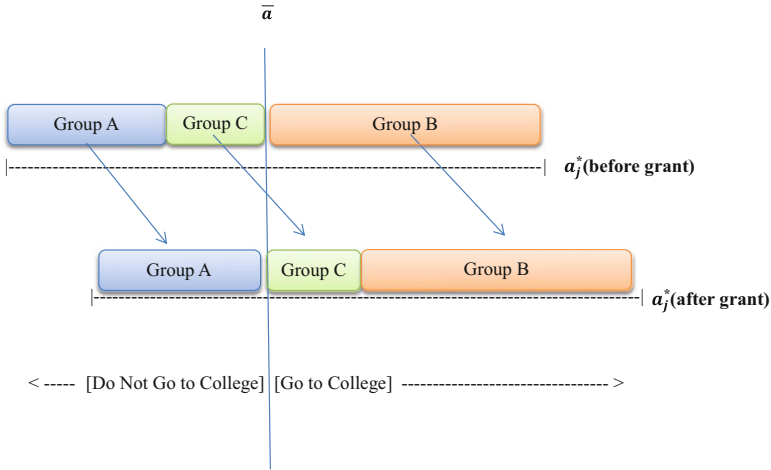 a̅
Group A Group C Group B
|----------------------------------------------------------------------------------| a*ⱼ(before grant)
Group A Group C Group B
|----------------------------------------------------------------------------------| a*ⱼ(after grant)
< ----- [Do Not Go to College] [Go to College] -------------------------------- >